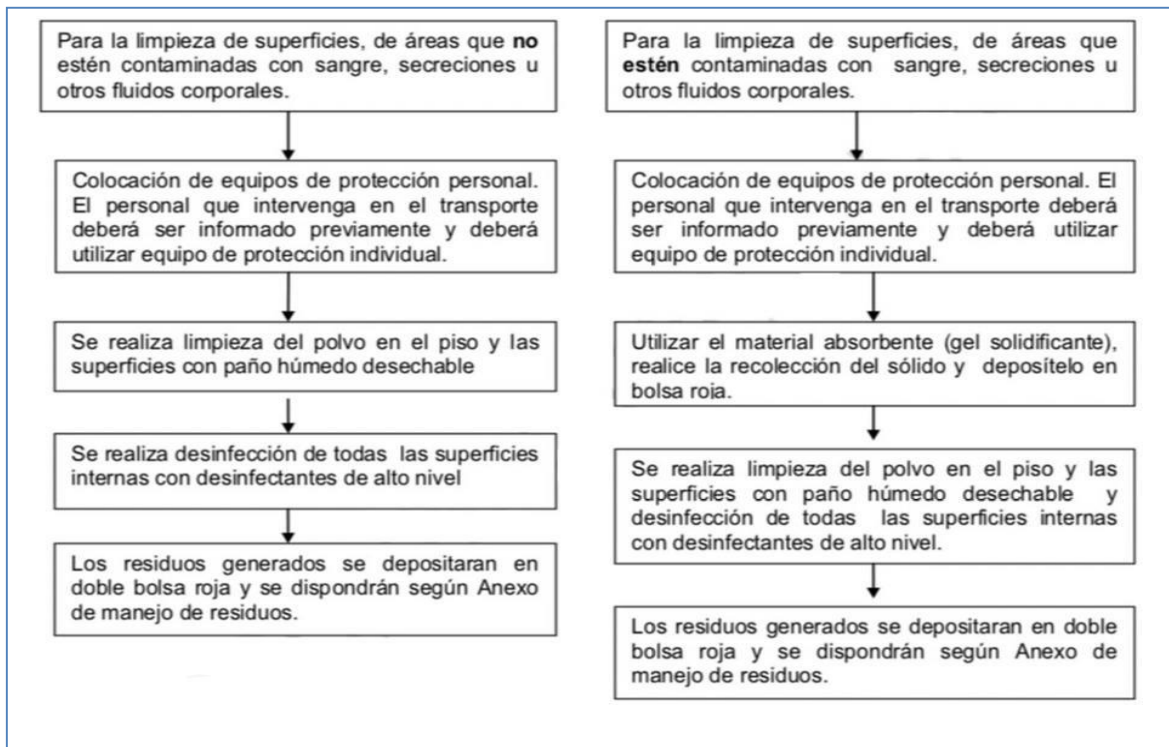 Para la limpieza de superficies, de áreas que no
estén contaminadas con sangre, secreciones u
otros fluidos corporales.
Colocación de equipos de protección personal.
El personal que intervenga en el transporte
deberá ser informado previamente y deberá
utilizar equipo de protección individual.
Se realiza limpieza del polvo en el piso y las
superficies con paño húmedo desechable
Se realiza desinfección de todas las superficies
internas con desinfectantes de alto nivel
Los residuos generados se depositaran en
doble bolsa roja y se dispondrán según Anexo
de manejo de residuos.
Para la limpieza de superficies, de áreas que
estén contaminadas con sangre, secreciones u
otros fluidos corporales.
Colocación de equipos de protección personal. El
personal que intervenga en el transporte deberá
ser informado previamente y deberá utilizar
equipo de protección individual.
Utilizar el material absorbente (gel solidificante),
realice la recolección del sólido y deposítelo en
bolsa roja.
Se realiza limpieza del polvo en el piso y las
superficies con paño húmedo desechable y
desinfección de todas las superficies internas
con desinfectantes de alto nivel.
Los residuos generados se depositaran en doble
bolsa roja y se dispondrán según Anexo de
manejo de residuos.